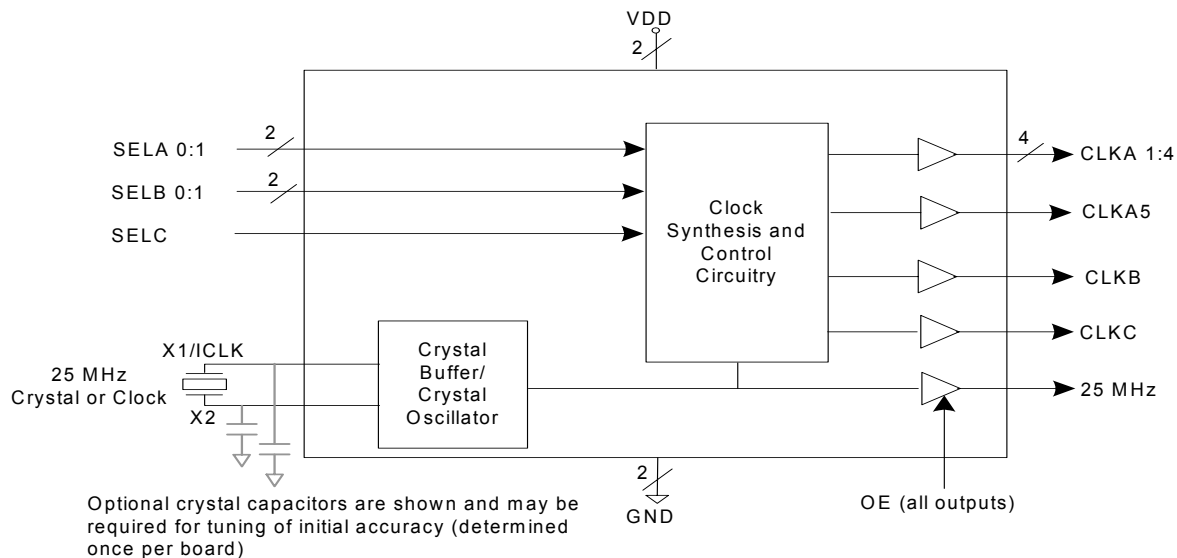 VDD
2
SELA 0:1
2
SELB 0:1
2
SELC
Clock
Synthesis and
Control
Circuitry
4
CLKA 1:4
CLKA5
CLKB
CLKC
25 MHz
X1/ICLK
25 MHz
Crystal or Clock
X2
Crystal
Buffer/
Crystal
Oscillator
2
GND
OE (all outputs)
Optional crystal capacitors are shown and may be
required for tuning of initial accuracy (determined
once per board)